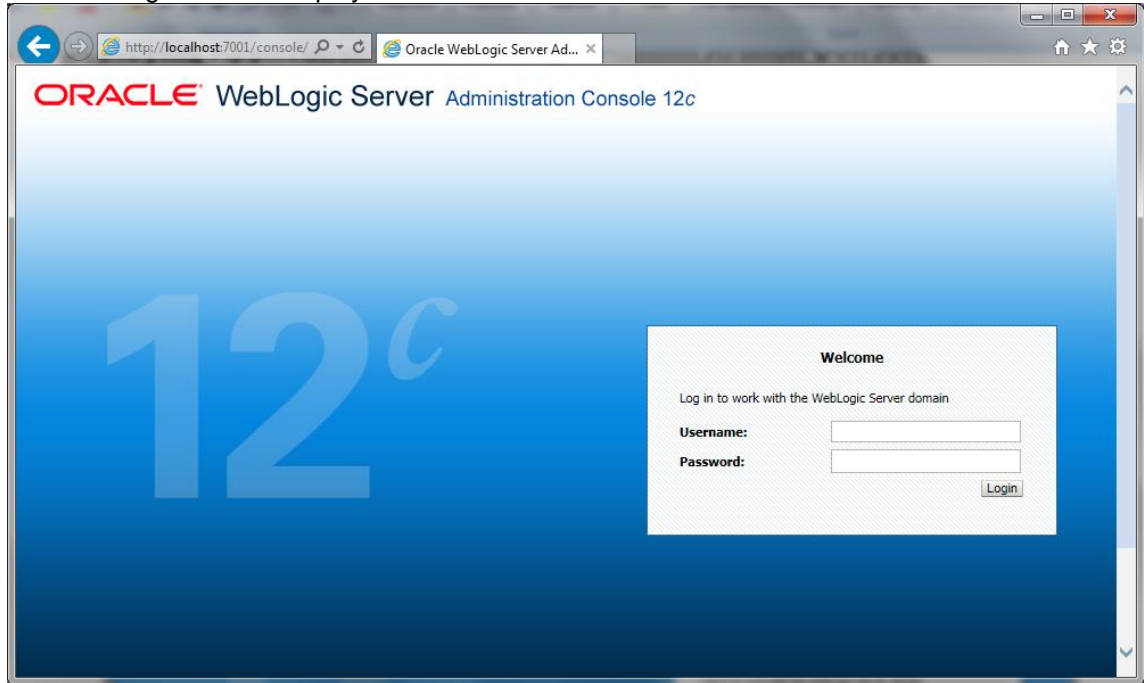 http://localhost:7001/console/ Oracle WebLogic Server Ad...
ORACLE WebLogic Server Administration Console 12c
12c
Welcome
Log in to work with the WebLogic Server domain
Username:
Password:
Login